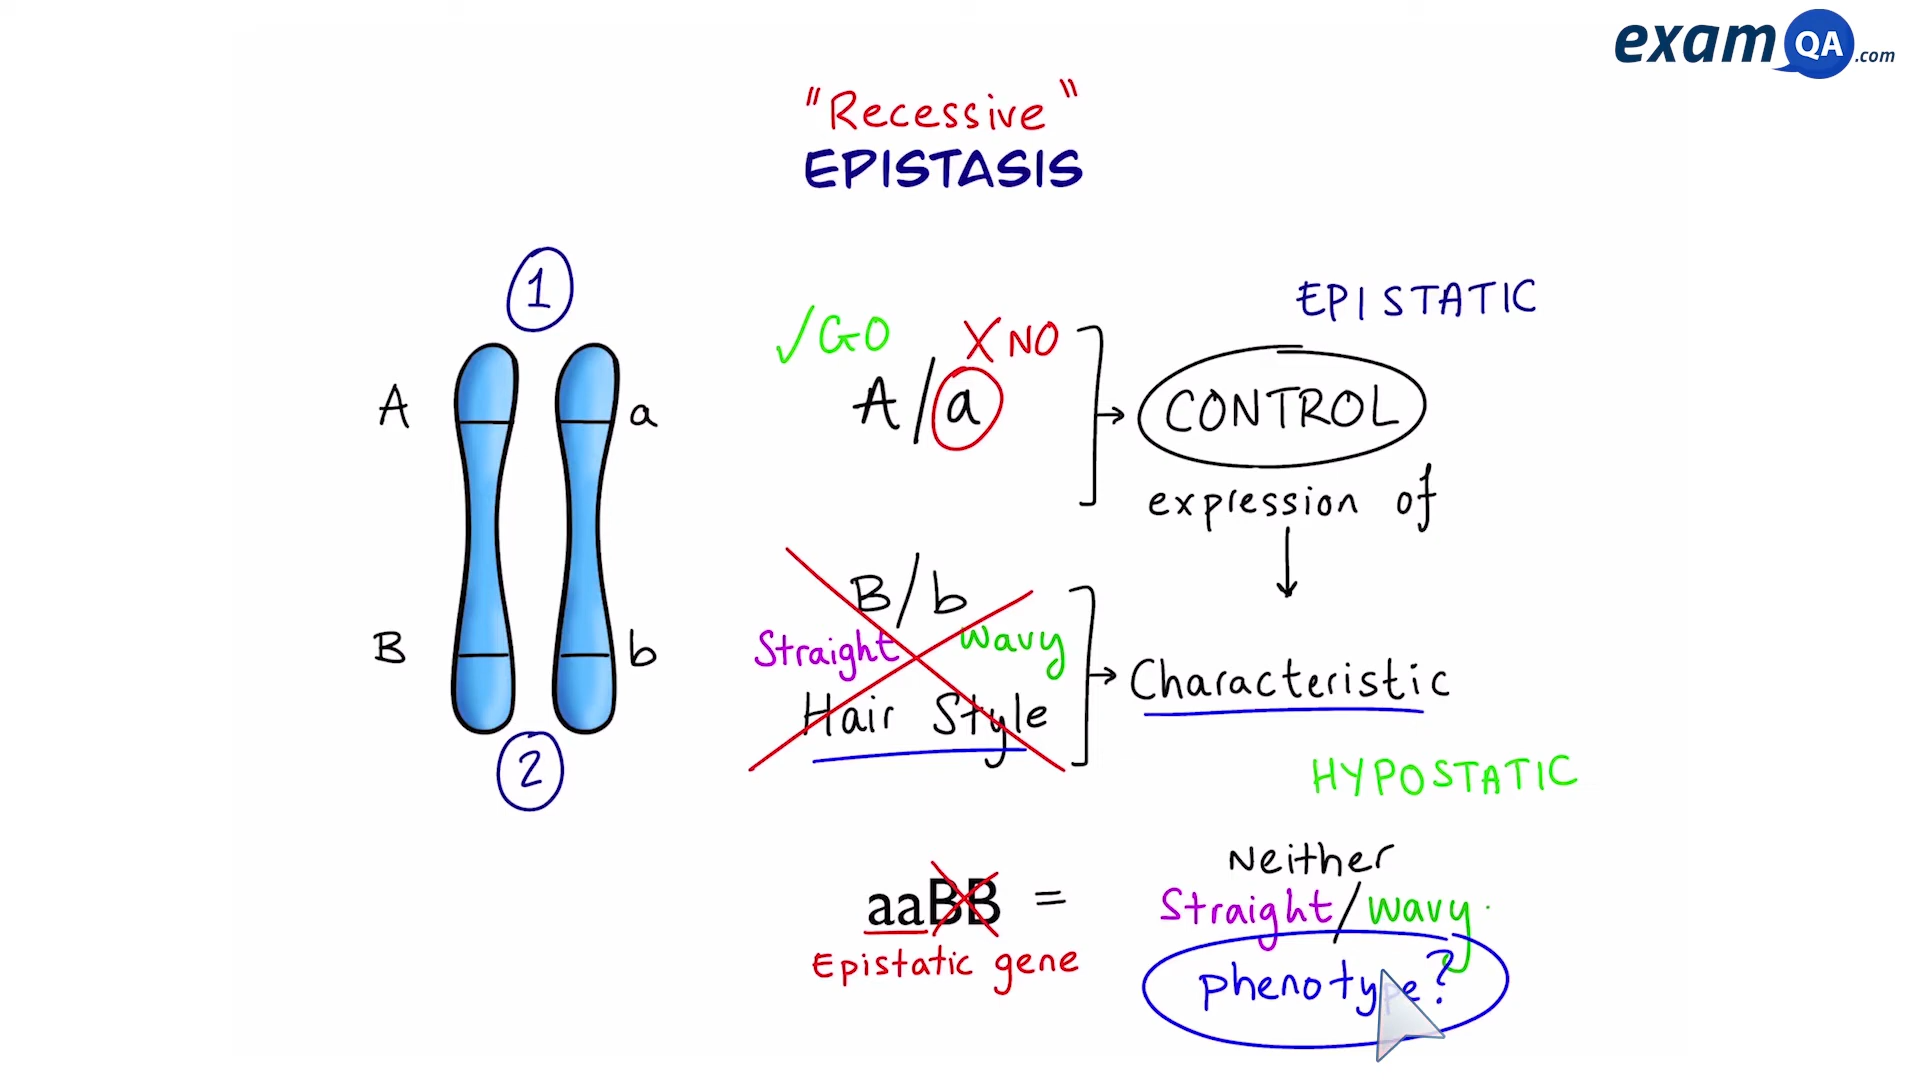 examQA.com
"Recessive"
EPISTASIS
1
A
a
B
b
2
✓GO
X NO
A/a
EPISTATIC
CONTROL
expression of
B/b
Straight
Wavy
Hair Style
Characteristic
HYPOSTATIC
aaBB =
Epistatic gene
Neither
Straight/Wavy
phenotype?